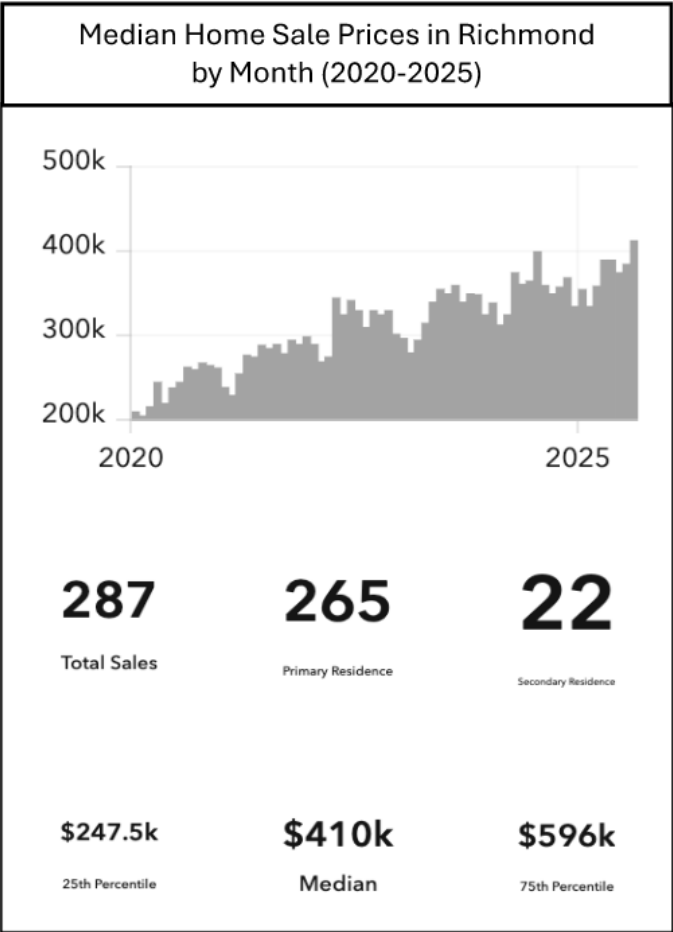 Median Home Sale Prices in Richmond
by Month (2020-2025)
500k
400k
300k
200k
2020 2025
287 265 22
Total Sales Primary Residence Secondary Residence
$247.5k $410k $596k
25th Percentile Median 75th Percentile